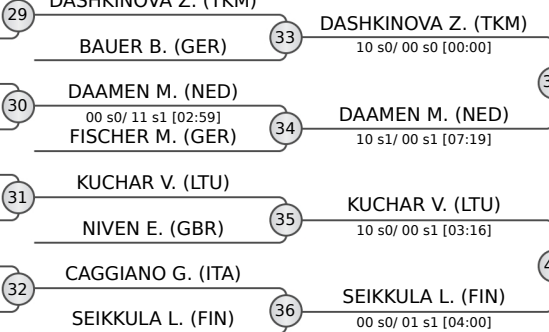 29
DASHKINOVA Z. (TKM)
BAUER B. (GER)
33
DASHKINOVA Z. (TKM)
10 s0/ 00 s0 [00:00]
30
DAAMEN M. (NED)
00 s0/ 11 s1 [02:59]
FISCHER M. (GER)
34
DAAMEN M. (NED)
10 s1/ 00 s1 [07:19]
31
KUCHAR V. (LTU)
NIVEN E. (GBR)
35
KUCHAR V. (LTU)
10 s0/ 00 s1 [03:16]
32
CAGGIANO G. (ITA)
SEIKKULA L. (FIN)
36
SEIKKULA L. (FIN)
00 s0/ 01 s1 [04:00]